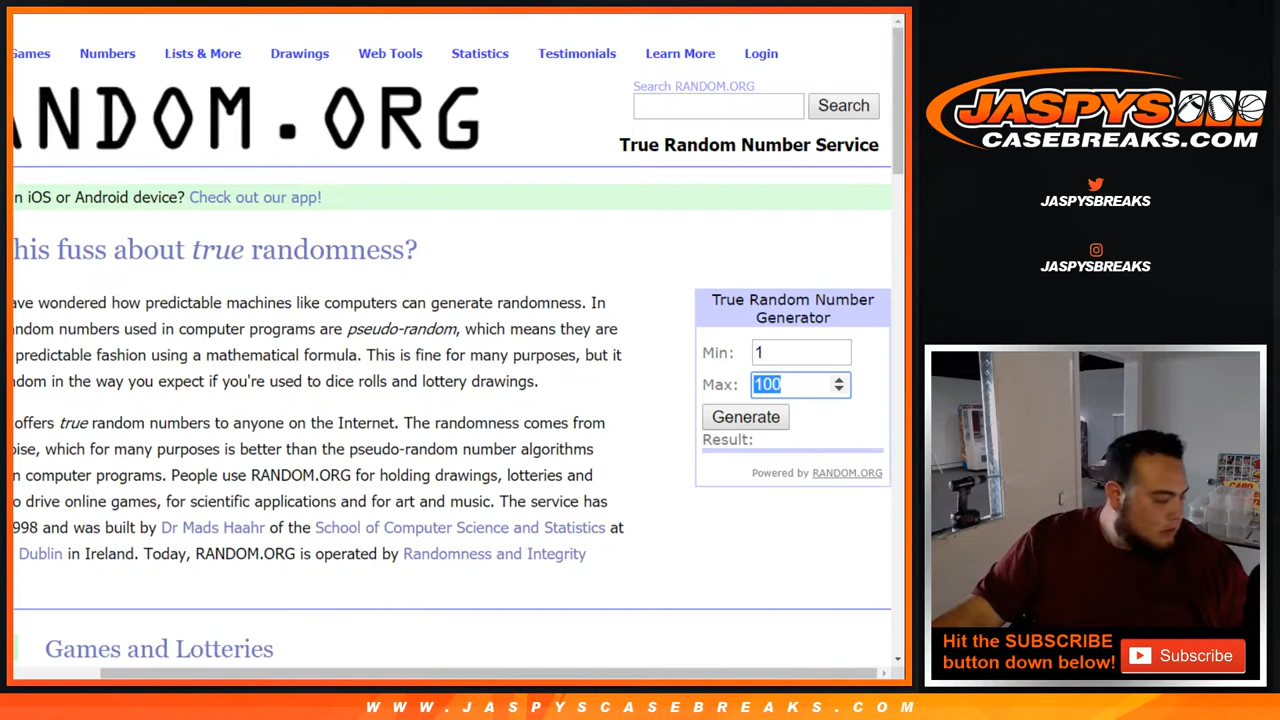 Games Numbers Lists & More Drawings Web Tools Statistics Testimonials Learn More Login
Search RANDOM.ORG
ANDOM.ORG
Search
True Random Number Service
n iOS or Android device? Check out our app!
his fuss about true randomness?
ave wondered how predictable machines like computers can generate randomness. In
ndom numbers used in computer programs are pseudo-random, which means they are
predictable fashion using a mathematical formula. This is fine for many purposes, but it
ndom in the way you expect if you're used to dice rolls and lottery drawings.
offers true random numbers to anyone on the Internet. The randomness comes from
oise, which for many purposes is better than the pseudo-random number algorithms
n computer programs. People use RANDOM.ORG for holding drawings, lotteries and
o drive online games, for scientific applications and for art and music. The service has
998 and was built by Dr Mads Haahr of the School of Computer Science and Statistics at
Dublin in Ireland. Today, RANDOM.ORG is operated by Randomness and Integrity
Games and Lotteries
True Random Number
Generator
Min: 1
Max: 100
Generate
Result:
Powered by RANDOM.ORG
JASPYS
CASEBREAKS.COM
JASPYSBREAKS
JASPYSBREAKS
Hit the SUBSCRIBE
button down below!
Subscribe
WWW.JASPYSCASEBREAKS.COM